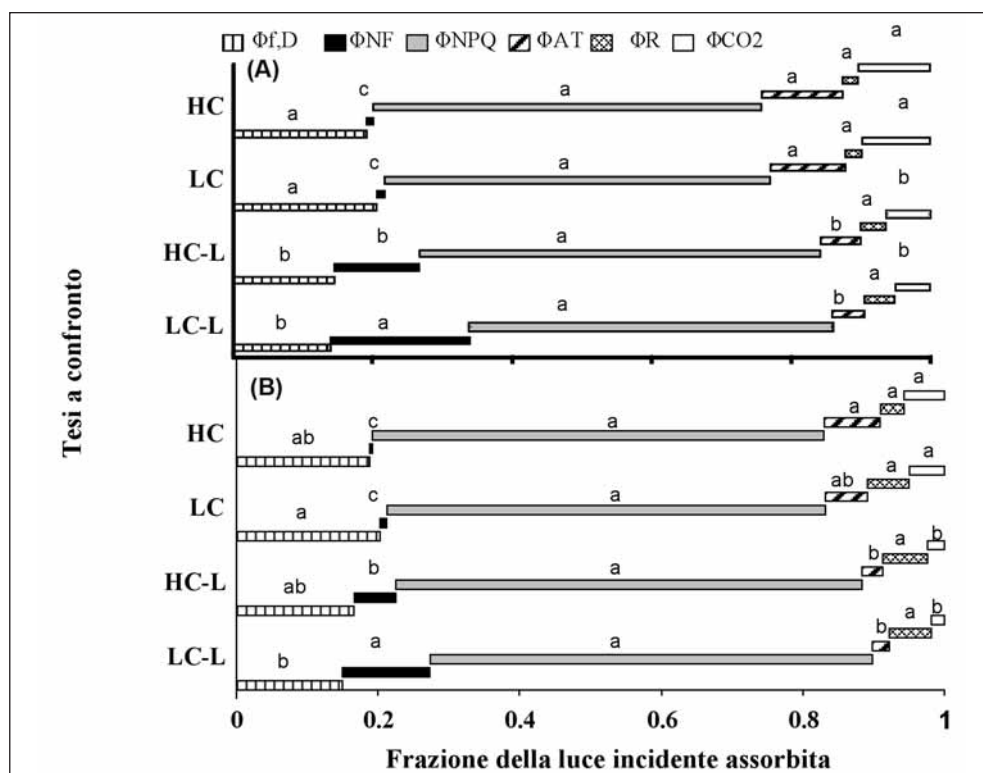 Φf,D ΦNF ΦNPQ ΦAT ΦR ΦCO2
(A)
a
a
HC a c a a
a
a
LC a c a a
b
a
HC-L b b a b
b
a
LC-L b a a b
Tesi a confronto
(B)
a
a
HC ab c a a
a
a
LC a c a ab
b
a
HC-L ab b a b
b
a
LC-L b a a b
0 0.2 0.4 0.6 0.8 1
Frazione della luce incidente assorbita